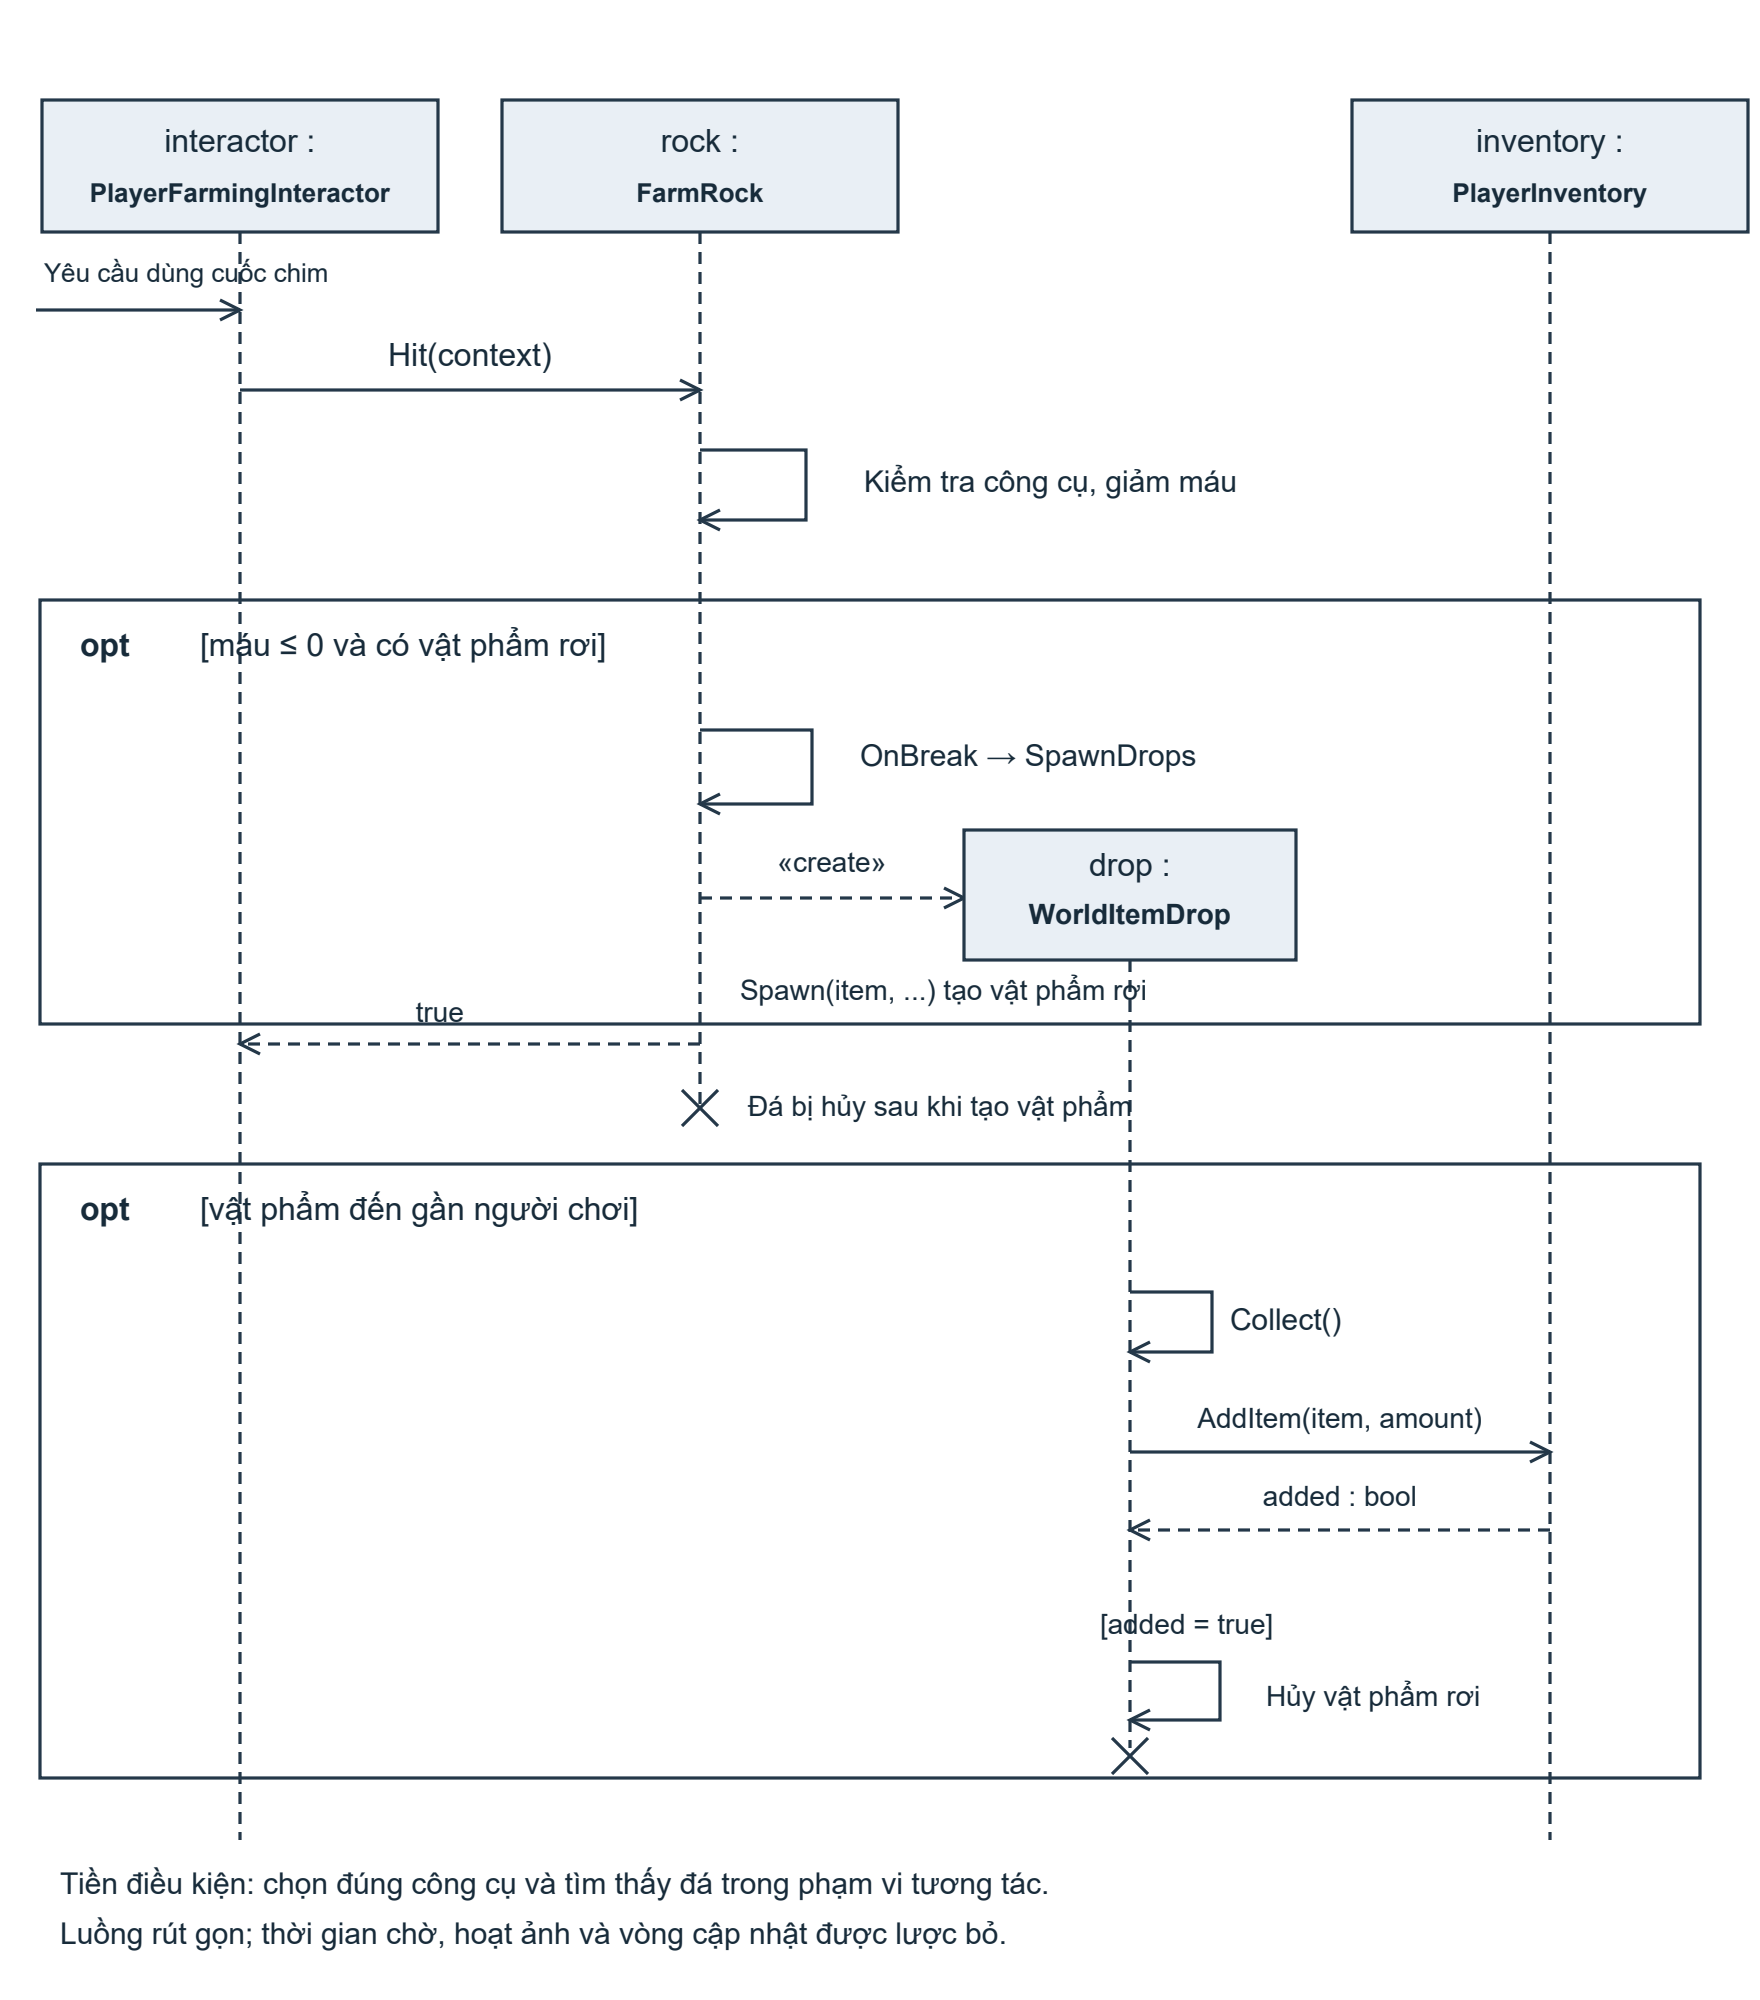 interactor :
PlayerFarmingInteractor
rock :
FarmRock
inventory :
PlayerInventory
Yêu cầu dùng cuốc chim
Hit(context)
Kiểm tra công cụ, giảm máu
opt [máu ≤ 0 và có vật phẩm rơi]
OnBreak → SpawnDrops
«create»
drop :
WorldItemDrop
Spawn(item, ...) tạo vật phẩm rơi
true
Đá bị hủy sau khi tạo vật phẩm
opt [vật phẩm đến gần người chơi]
Collect()
AddItem(item, amount)
added : bool
[added = true]
Hủy vật phẩm rơi
Tiền điều kiện: chọn đúng công cụ và tìm thấy đá trong phạm vi tương tác.
Luồng rút gọn; thời gian chờ, hoạt ảnh và vòng cập nhật được lược bỏ.